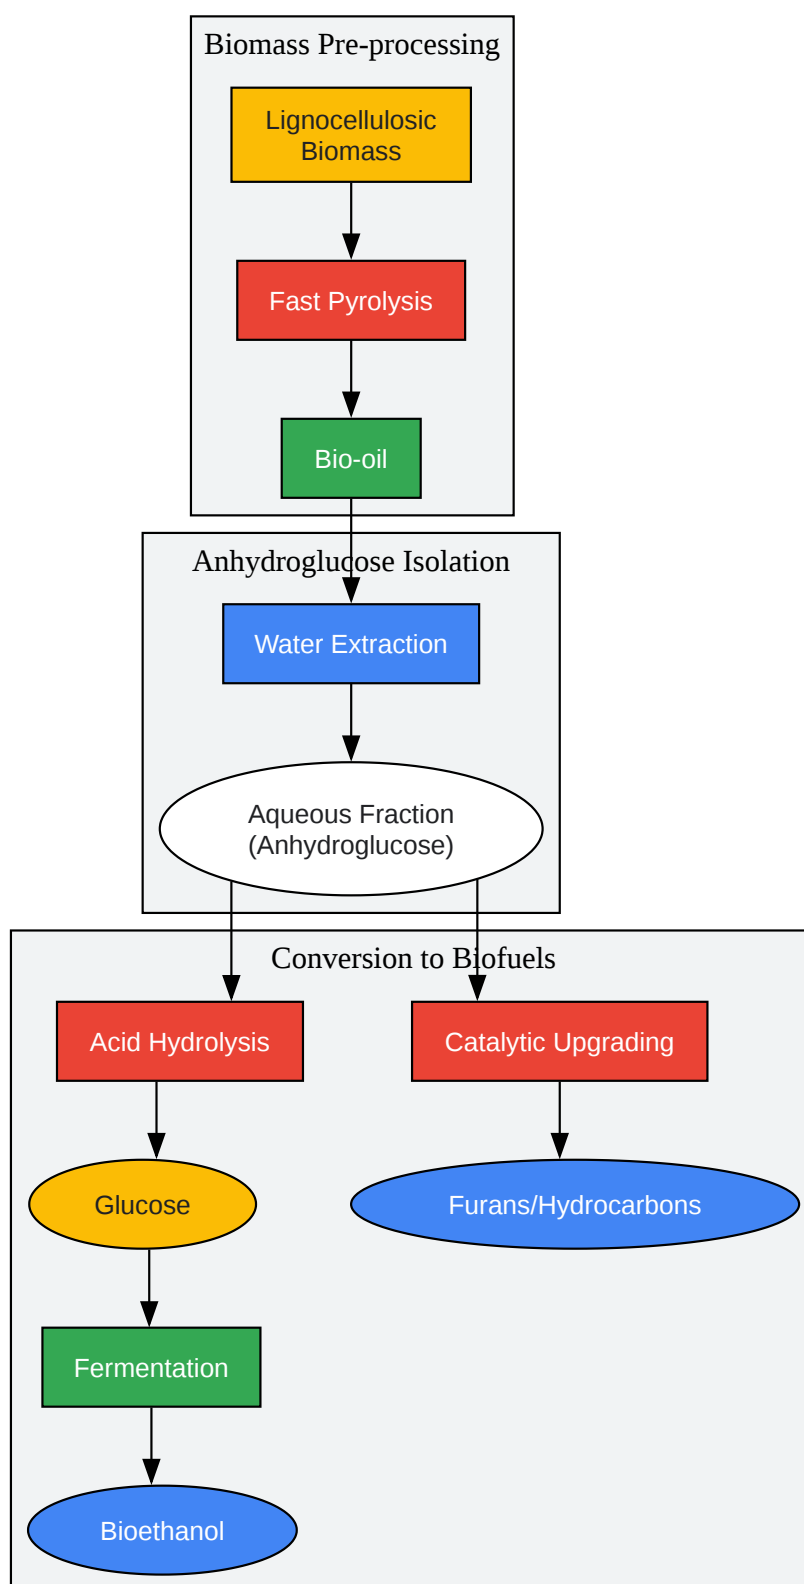 Biomass Pre-processing
Lignocellulosic
Biomass
Fast Pyrolysis
Bio-oil
Anhydroglucose Isolation
Water Extraction
Aqueous Fraction
(Anhydroglucose)
Conversion to Biofuels
Acid Hydrolysis
Catalytic Upgrading
Glucose
Furans/Hydrocarbons
Fermentation
Bioethanol